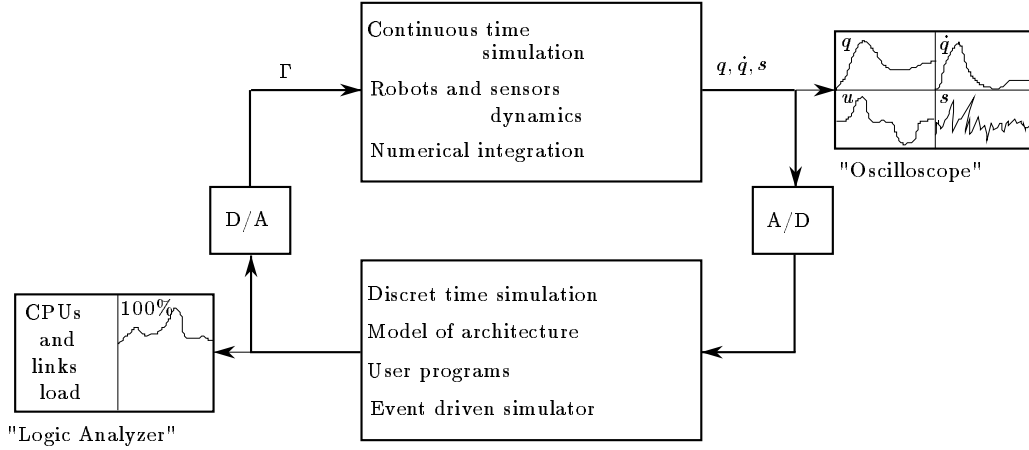 Continuous time
simulation
Robots and sensors
dynamics
Numerical integration
Γ
q, q̇, s
q
q̇
u
s
"Oscilloscope"
D/A
A/D
Discret time simulation
Model of architecture
User programs
Event driven simulator
CPUs
and
links
load
100%
"Logic Analyzer"